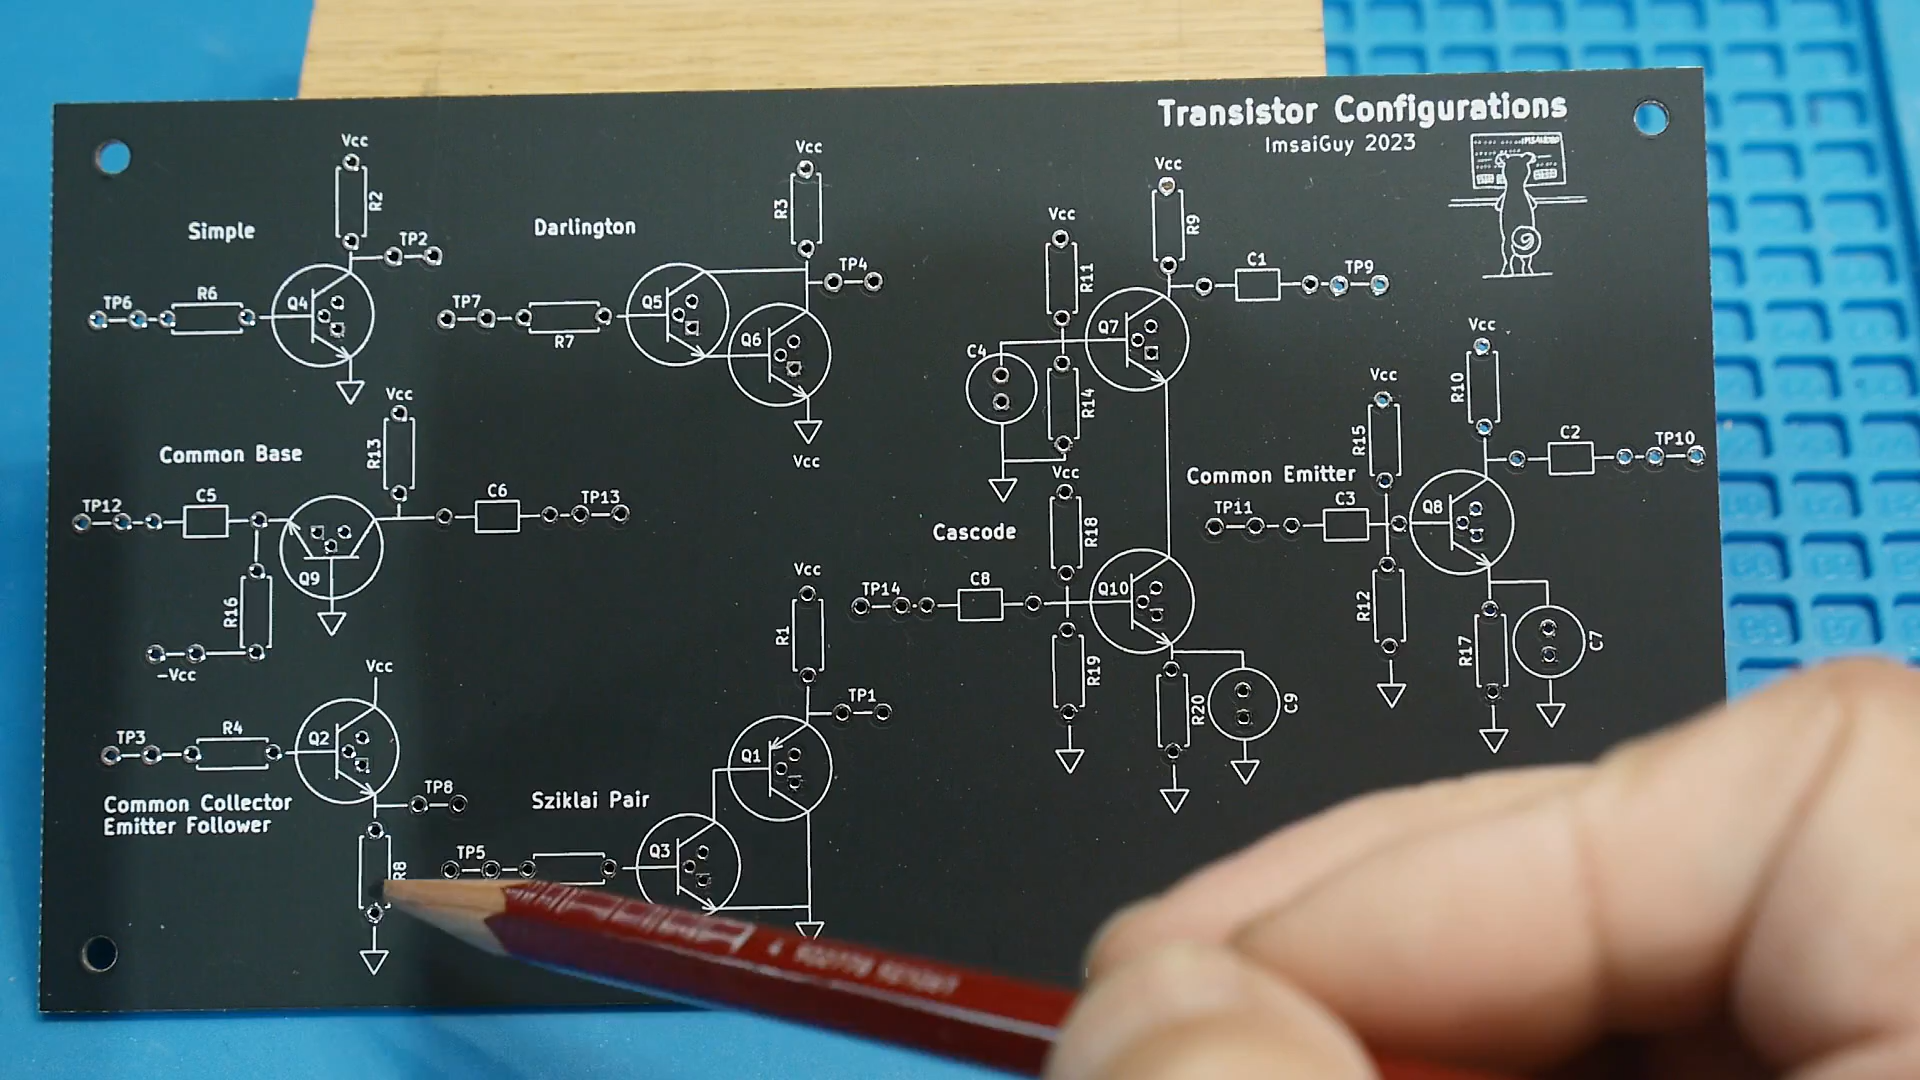 Transistor Configurations
ImsaiGuy 2023
IMSAI8080
Vcc
R2
Simple
TP2
TP6
R6
Q4
Vcc
R3
Darlington
TP4
TP7
R7
Q5
Q6
Vcc
Vcc
R9
Vcc
R11
C1
TP9
Q7
C4
R14
Vcc
R18
Cascode
TP14
C8
Q10
R19
R20
C9
Vcc
R10
Vcc
R15
C2
TP10
Common Emitter
TP11
C3
Q8
R12
R17
C7
Vcc
R13
Common Base
TP12
C5
C6
TP13
Q9
R16
-Vcc
Vcc
TP3
R4
Q2
TP8
Common Collector
Emitter Follower
R8
Vcc
R1
TP1
Q1
Sziklai Pair
TP5
Q3